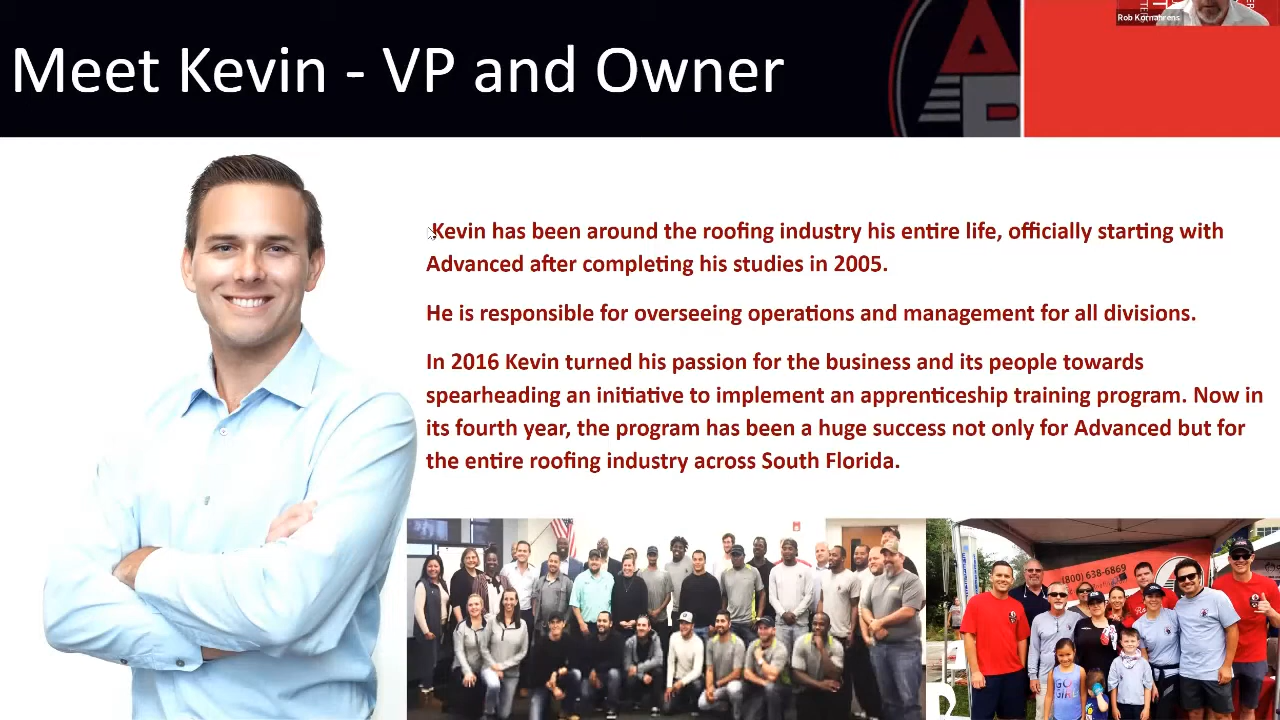 Meet Kevin - VP and Owner
Rob Kornahrens
Kevin has been around the roofing industry his entire life, officially starting with
Advanced after completing his studies in 2005.
He is responsible for overseeing operations and management for all divisions.
In 2016 Kevin turned his passion for the business and its people towards
spearheading an initiative to implement an apprenticeship training program. Now in
its fourth year, the program has been a huge success not only for Advanced but for
the entire roofing industry across South Florida.
(800) 638-6869